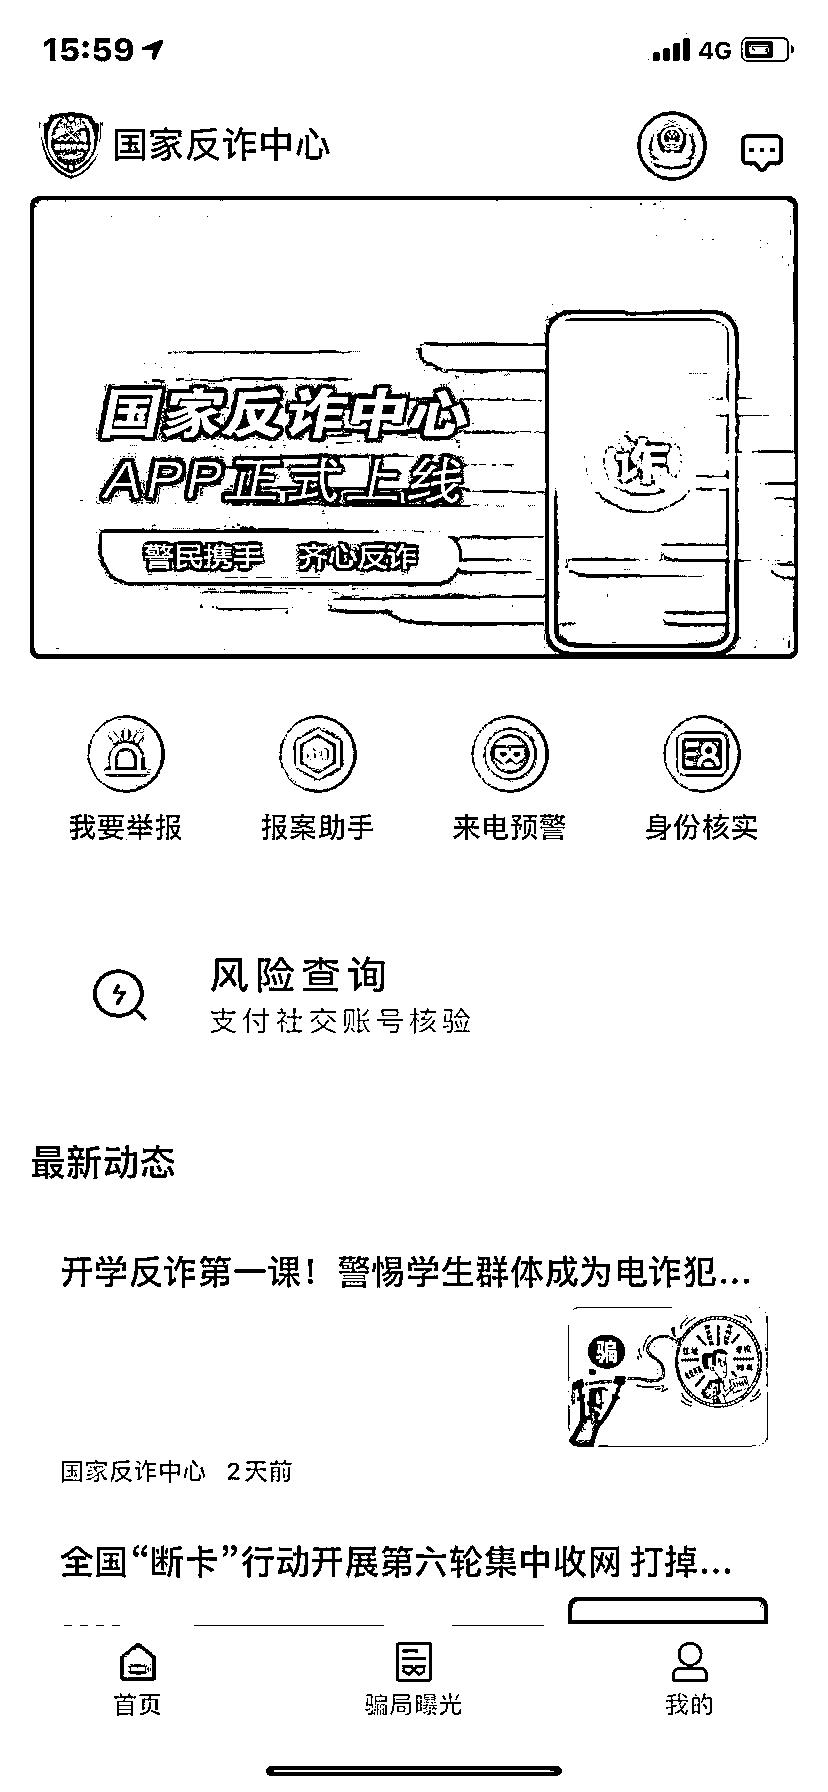 15:59 4G
国家反诈中心
国家反诈中心
APP正式上线
警民携手 齐心反诈
诈
我要举报 报案助手 来电预警 身份核实
风险查询
支付社交账号核验
最新动态
开学反诈第一课！警惕学生群体成为电诈犯...
骗
国家反诈中心 2天前
全国“断卡”行动开展第六轮集中收网 打掉...
首页 骗局曝光 我的